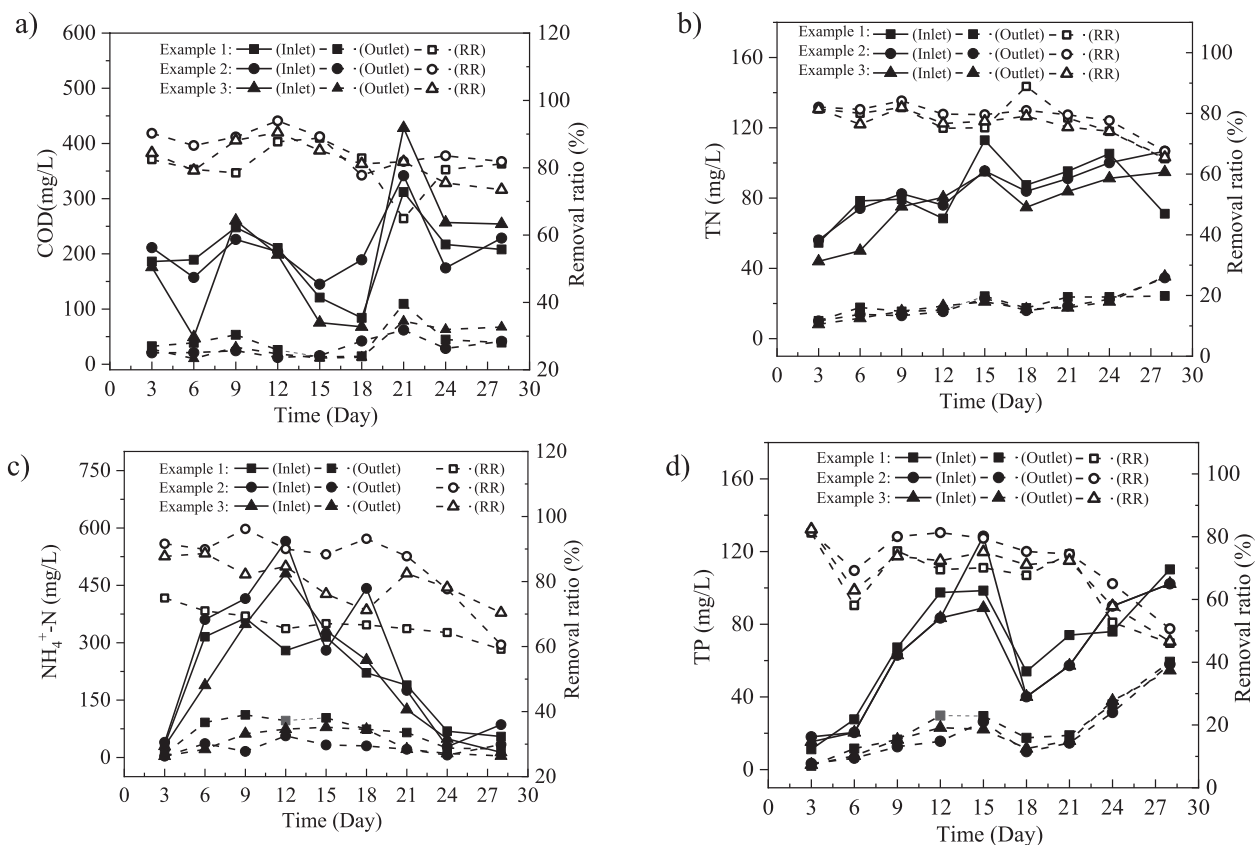 a)
600
500
400
300
200
100
0
COD(mg/L)
Example 1: (Inlet) (Outlet) (RR)
Example 2: (Inlet) (Outlet) (RR)
Example 3: (Inlet) (Outlet) (RR)
120
100
80
60
40
20
Removal ratio (%)
0 3 6 9 12 15 18 21 24 27 30
Time (Day)
b)
160
120
80
40
0
TN (mg/L)
Example 1: (Inlet) (Outlet) (RR)
Example 2: (Inlet) (Outlet) (RR)
Example 3: (Inlet) (Outlet) (RR)
100
80
60
40
20
0
Removal ratio (%)
0 3 6 9 12 15 18 21 24 27 30
Time (Day)
c)
750
600
450
300
150
0
NH₄⁺-N (mg/L)
Example 1: (Inlet) (Outlet) (RR)
Example 2: (Inlet) (Outlet) (RR)
Example 3: (Inlet) (Outlet) (RR)
120
100
80
60
40
20
Removal ratio (%)
0 3 6 9 12 15 18 21 24 27 30
Time (Day)
d)
160
120
80
40
0
TP (mg/L)
Example 1: (Inlet) (Outlet) (RR)
Example 2: (Inlet) (Outlet) (RR)
Example 3: (Inlet) (Outlet) (RR)
100
80
60
40
20
0
Removal ratio (%)
0 3 6 9 12 15 18 21 24 27 30
Time (Day)